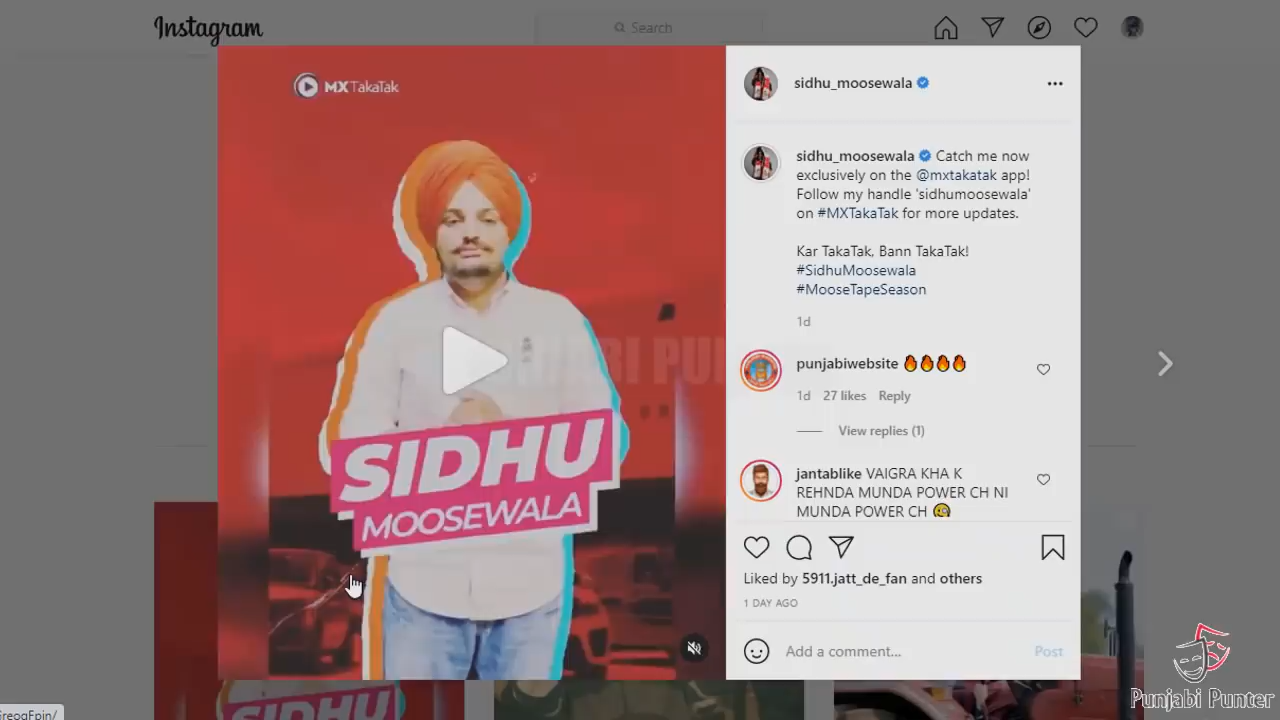 Instagram
Search
MX TakaTak
sidhu_moosewala
sidhu_moosewala Catch me now
exclusively on the @mxtakatak app!
Follow my handle 'sidhumoosewala'
on #MXTakaTak for more updates.
Kar TakaTak, Bann TakaTak!
#SidhuMoosewala
#MooseTapeSeason
1d
punjabiwebsite 🔥🔥🔥🔥
1d 27 likes Reply
View replies (1)
jantablike VAIGRA KHA K
REHNDA MUNDA POWER CH NI
MUNDA POWER CH
SIDHU
MOOSEWALA
Liked by 5911.jatt_de_fan and others
1 DAY AGO
Add a comment... Post
SIDHU
Punjabi Punter